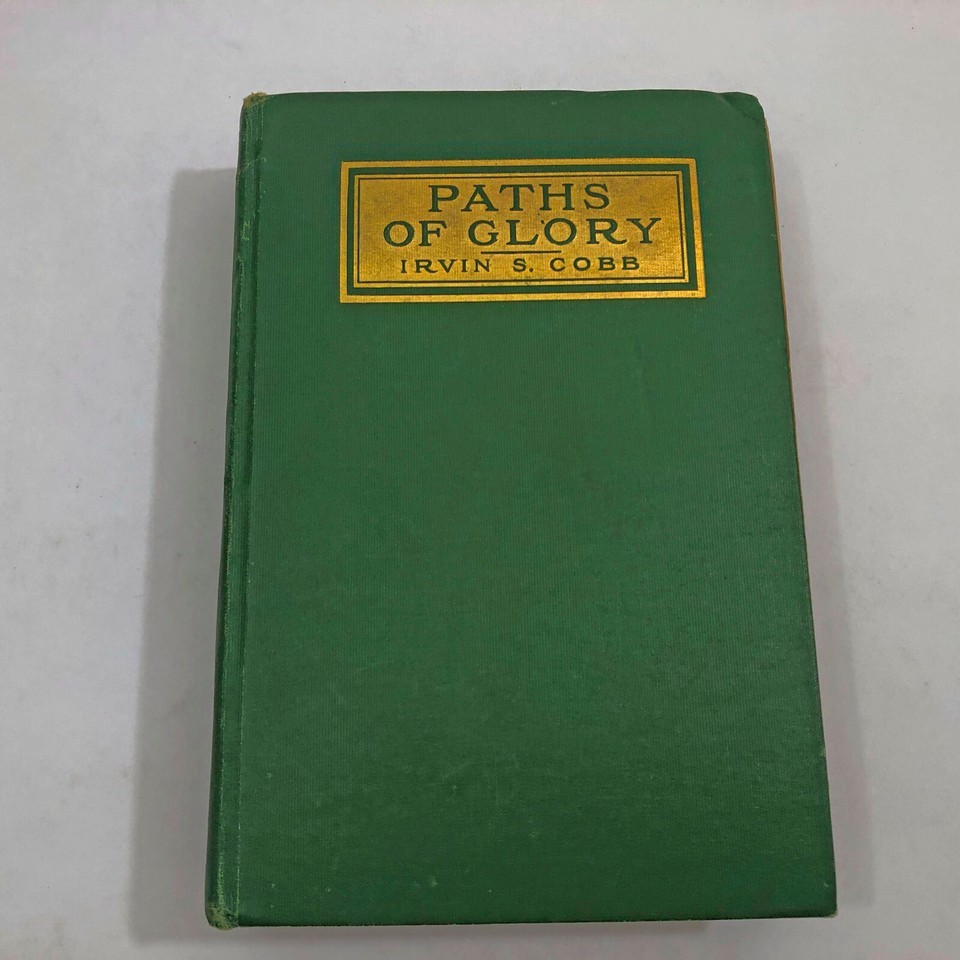 PATHS
OF GLORY
IRVIN S. COBB